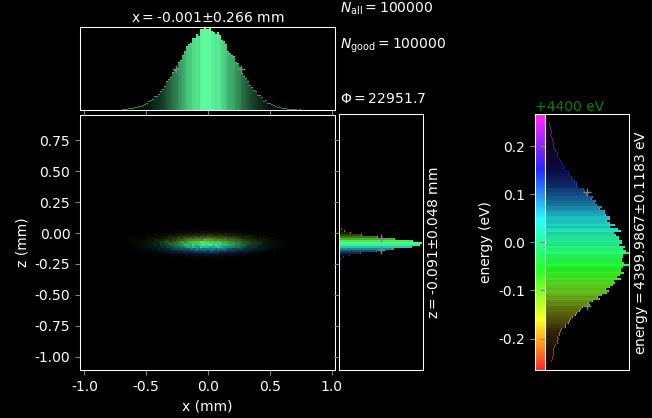 x = -0.001±0.266 mm
N_all = 100000
N_good = 100000
Φ = 22951.7
+4400 eV
0.75
0.50
0.25
0.00
-0.25
-0.50
-0.75
-1.00
z (mm)
-1.0 -0.5 0.0 0.5 1.0
x (mm)
z = -0.091±0.048 mm
0.2
0.1
0.0
-0.1
-0.2
energy (eV)
energy = 4399.9867±0.1183 eV